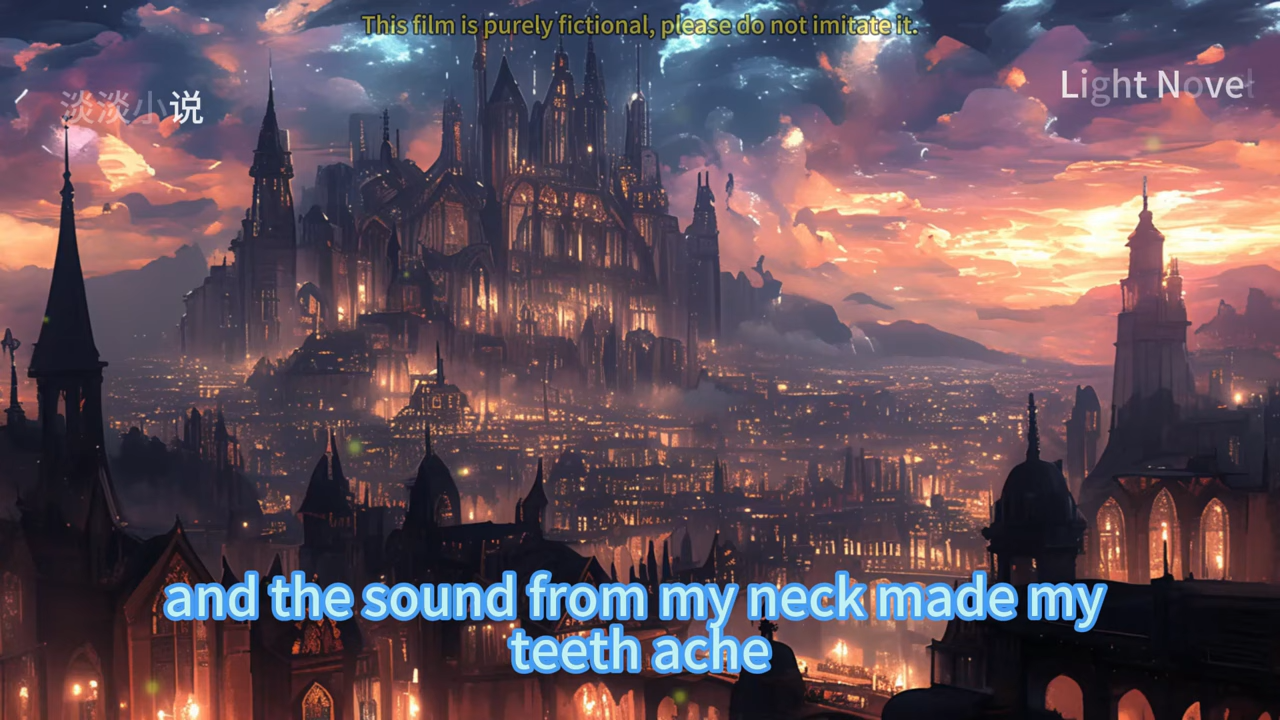 This film is purely fictional, please do not imitate it.
淡淡小说
Light Novel
and the sound from my neck made my
teeth ache